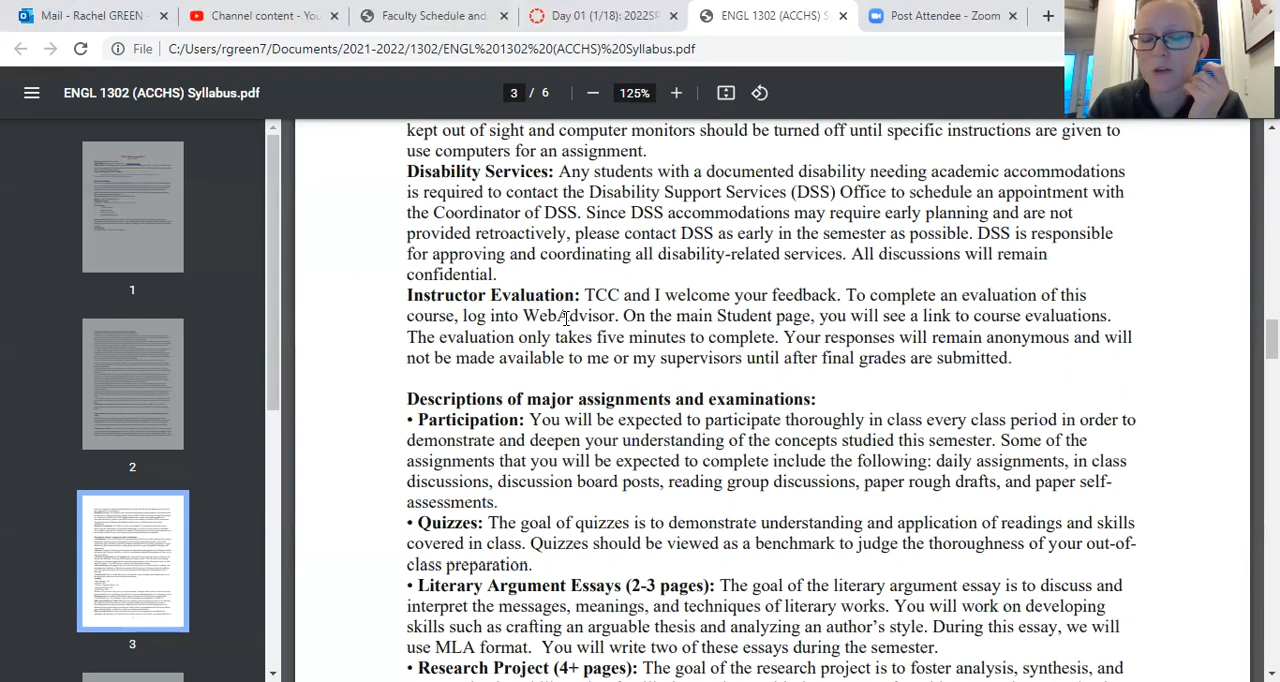 Mail - Rachel GREEN -
Channel content - You
Faculty Schedule and
Day 01 (1/18): 2022SP
ENGL 1302 (ACCHS) S
Post Attendee - Zoom
File
C:/Users/rgreen7/Documents/2021-2022/1302/ENGL%201302%20(ACCHS)%20Syllabus.pdf
ENGL 1302 (ACCHS) Syllabus.pdf
3 / 6
125%
kept out of sight and computer monitors should be turned off until specific instructions are given to
use computers for an assignment.
Disability Services: Any students with a documented disability needing academic accommodations
is required to contact the Disability Support Services (DSS) Office to schedule an appointment with
the Coordinator of DSS. Since DSS accommodations may require early planning and are not
provided retroactively, please contact DSS as early in the semester as possible. DSS is responsible
for approving and coordinating all disability-related services. All discussions will remain
confidential.
Instructor Evaluation: TCC and I welcome your feedback. To complete an evaluation of this
course, log into WebAdvisor. On the main Student page, you will see a link to course evaluations.
The evaluation only takes five minutes to complete. Your responses will remain anonymous and will
not be made available to me or my supervisors until after final grades are submitted.
Descriptions of major assignments and examinations:
• Participation: You will be expected to participate thoroughly in class every class period in order to
demonstrate and deepen your understanding of the concepts studied this semester. Some of the
assignments that you will be expected to complete include the following: daily assignments, in class
discussions, discussion board posts, reading group discussions, paper rough drafts, and paper self-
assessments.
• Quizzes: The goal of quizzes is to demonstrate understanding and application of readings and skills
covered in class. Quizzes should be viewed as a benchmark to judge the thoroughness of your out-of-
class preparation.
• Literary Argument Essays (2-3 pages): The goal of the literary argument essay is to discuss and
interpret the messages, meanings, and techniques of literary works. You will work on developing
skills such as crafting an arguable thesis and analyzing an author's style. During this essay, we will
use MLA format. You will write two of these essays during the semester.
• Research Project (4+ pages): The goal of the research project is to foster analysis, synthesis, and
1
2
3